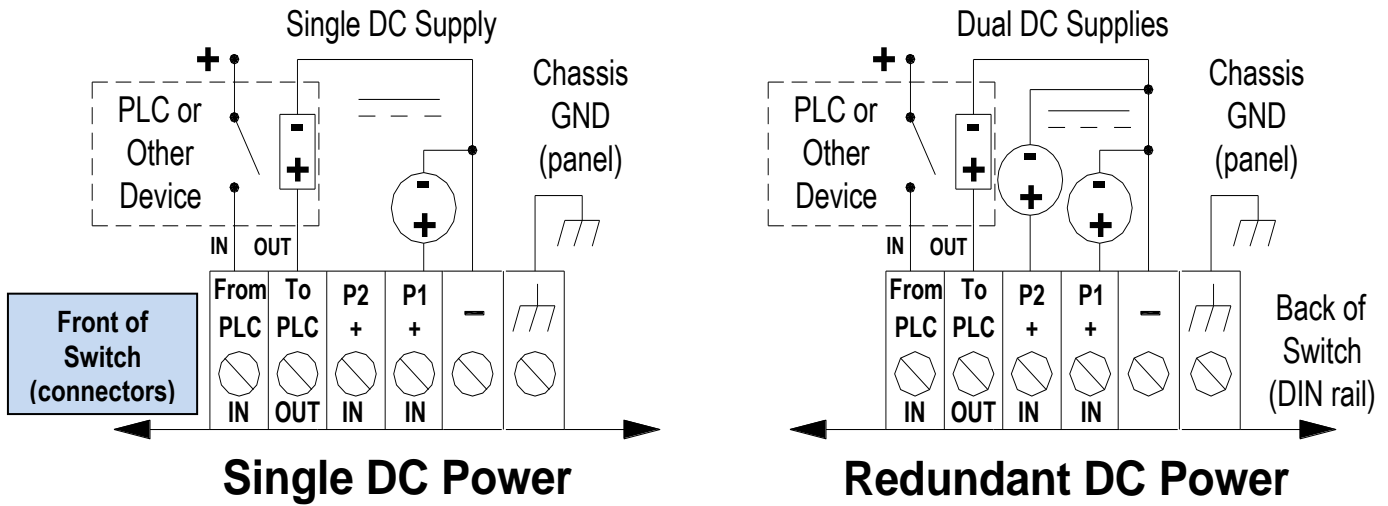 Single DC Supply
+
PLC or
Other
Device
-
+
-
+
Chassis
GND
(panel)
IN OUT
From To P2 P1 –
PLC PLC + +
IN OUT IN IN
Front of
Switch
(connectors)
Single DC Power
Dual DC Supplies
+
PLC or
Other
Device
-
+
-
+
-
+
Chassis
GND
(panel)
IN OUT
From To P2 P1 –
PLC PLC + +
IN OUT IN IN
Back of
Switch
(DIN rail)
Redundant DC Power